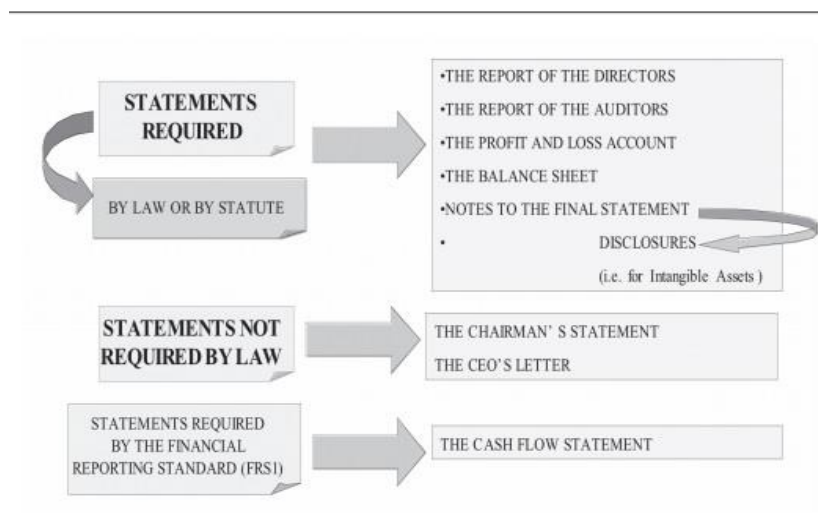 STATEMENTS
REQUIRED
BY LAW OR BY STATUTE
•THE REPORT OF THE DIRECTORS
•THE REPORT OF THE AUDITORS
•THE PROFIT AND LOSS ACCOUNT
•THE BALANCE SHEET
•NOTES TO THE FINAL STATEMENT
• DISCLOSURES
(i.e. for Intangible Assets )
STATEMENTS NOT
REQUIRED BY LAW
THE CHAIRMAN' S STATEMENT
THE CEO'S LETTER
STATEMENTS REQUIRED
BY THE FINANCIAL
REPORTING STANDARD (FRS1)
THE CASH FLOW STATEMENT